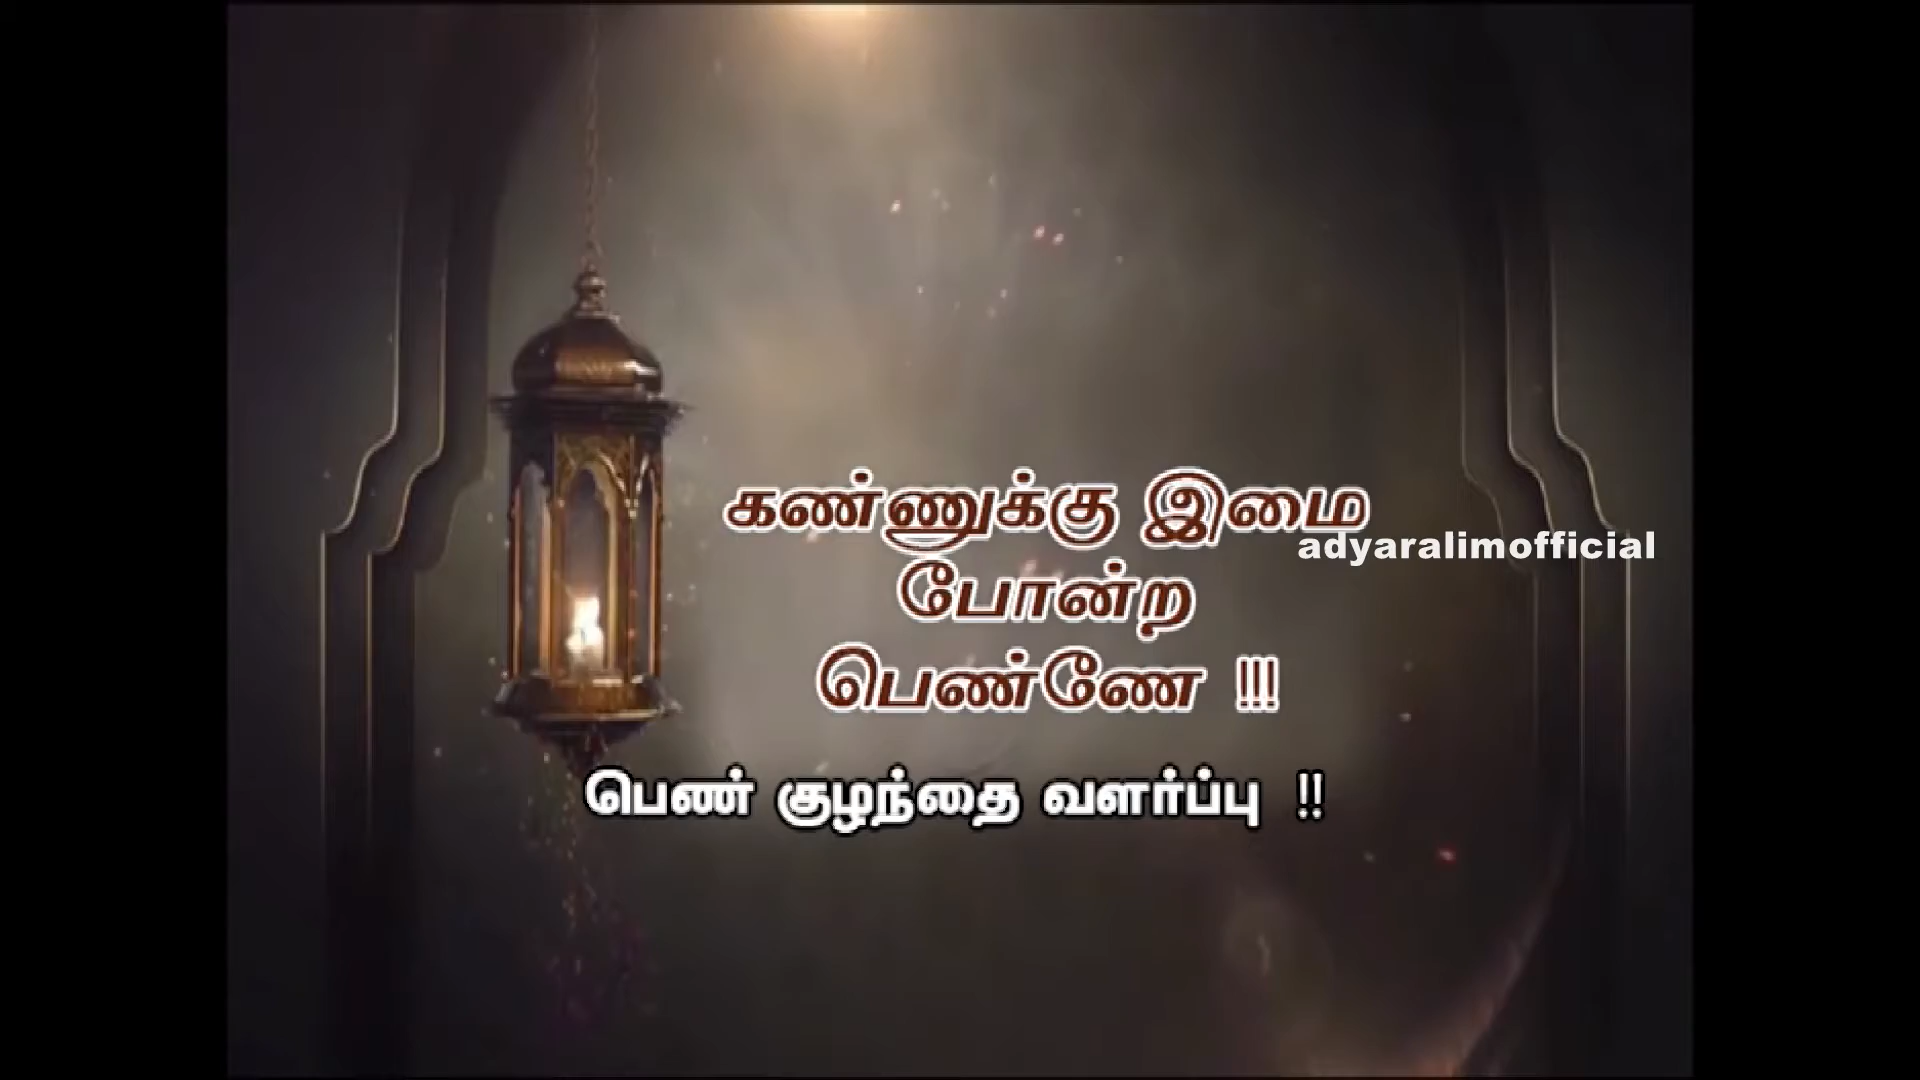 கண்ணுக்கு இமை
adyaralimofficial
போன்ற
பெண்ணே !!!
பெண் குழந்தை வளர்ப்பு !!